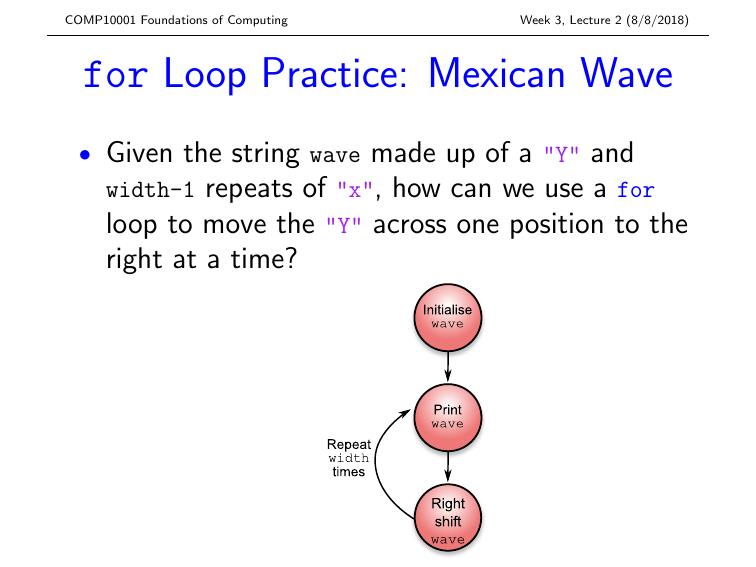 COMP10001 Foundations of Computing Week 3, Lecture 2 (8/8/2018)
for Loop Practice: Mexican Wave
• Given the string wave made up of a "Y" and
width-1 repeats of "x", how can we use a for
loop to move the "Y" across one position to the
right at a time?
Initialise
wave
Print
wave
Repeat
width
times
Right
shift
wave